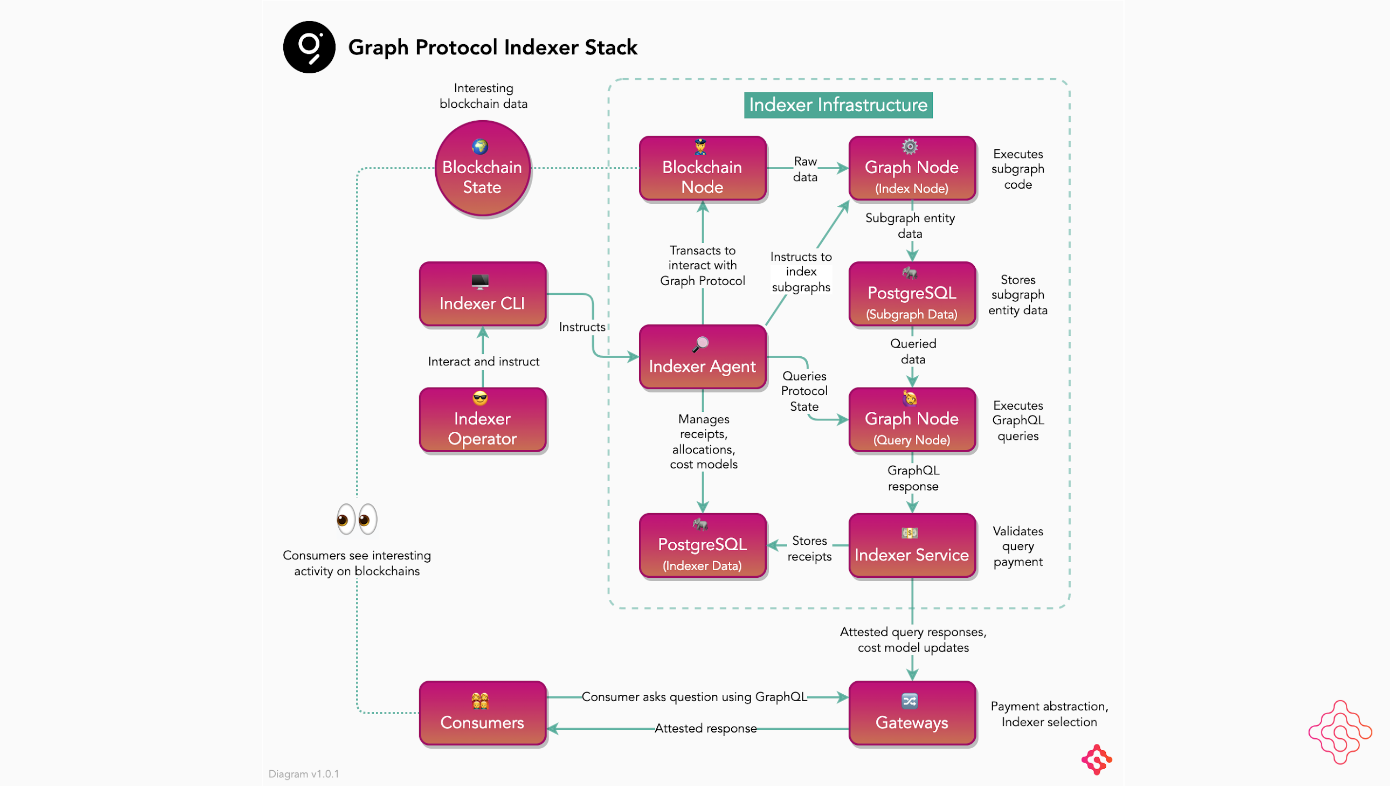 Graph Protocol Indexer Stack
Interesting
blockchain data
Indexer Infrastructure
Blockchain
State
Blockchain
Node
Raw
data
Graph Node
(Index Node)
Executes
subgraph
code
Subgraph entity
data
Transacts to
interact with
Graph Protocol
Instructs to
index
subgraphs
Indexer CLI
PostgreSQL
(Subgraph Data)
Stores
subgraph
entity data
Instructs
Queried
data
Interact and instruct
Indexer Agent
Queries
Protocol
State
Indexer
Operator
Graph Node
(Query Node)
Executes
GraphQL
queries
Manages
receipts,
allocations,
cost models
GraphQL
response
PostgreSQL
(Indexer Data)
Stores
receipts
Indexer Service
Validates
query
payment
Consumers see interesting
activity on blockchains
Attested query responses,
cost model updates
Consumers
Consumer asks question using GraphQL
Attested response
Gateways
Payment abstraction,
Indexer selection
Diagram v1.0.1